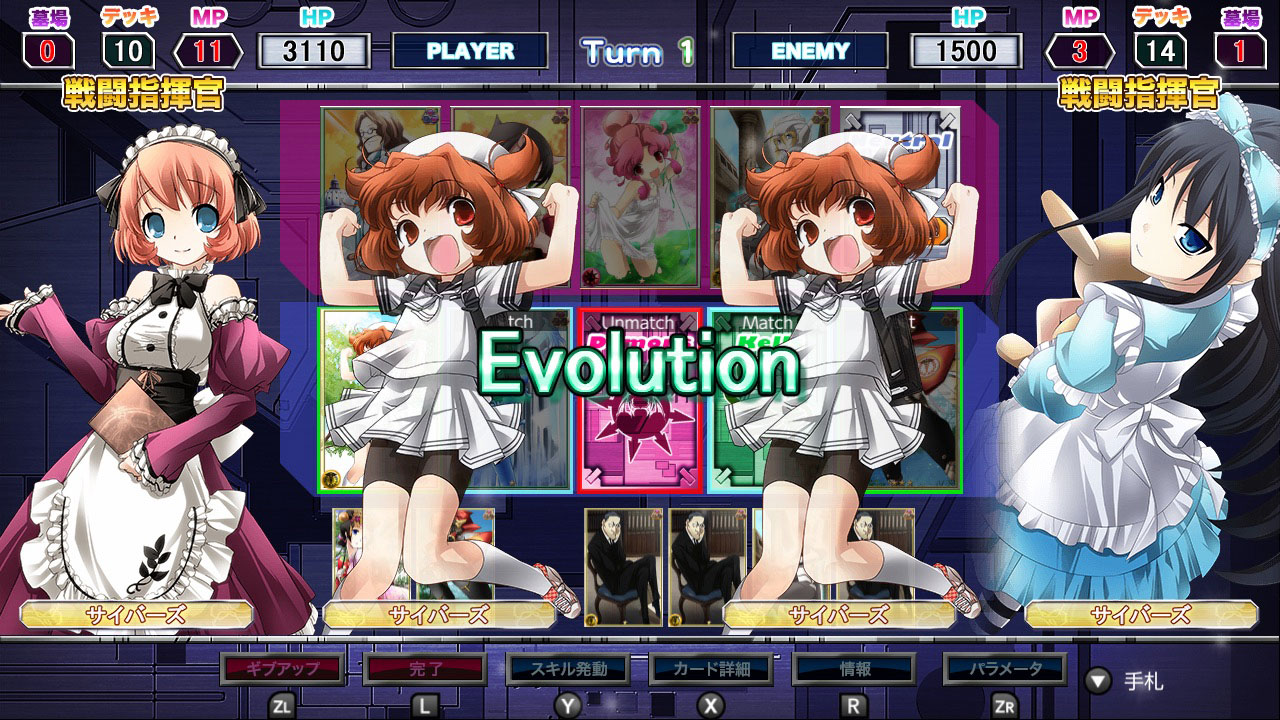 墓場
デッキ
MP
HP
HP
MP
デッキ
墓場
0
10
11
3110
PLAYER
Turn 1
ENEMY
1500
3
14
1
戦闘指揮官
戦闘指揮官
tch
Unmatch
Match
t
Evolution
サイバーズ
サイバーズ
サイバーズ
サイバーズ
ギブアップ
完了
スキル発動
カード詳細
情報
パラメータ
手札
ZL
L
Y
X
R
ZR